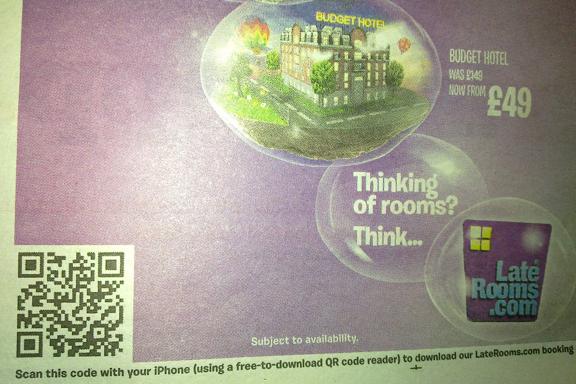 BUDGET HOTEL
BUDGET HOTEL
WAS £149
NOW FROM £49
Thinking
of rooms?
Think...
Late
Rooms
.com
Subject to availability.
Scan this code with your iPhone (using a free-to-download QR code reader) to download our LateRooms.com booking